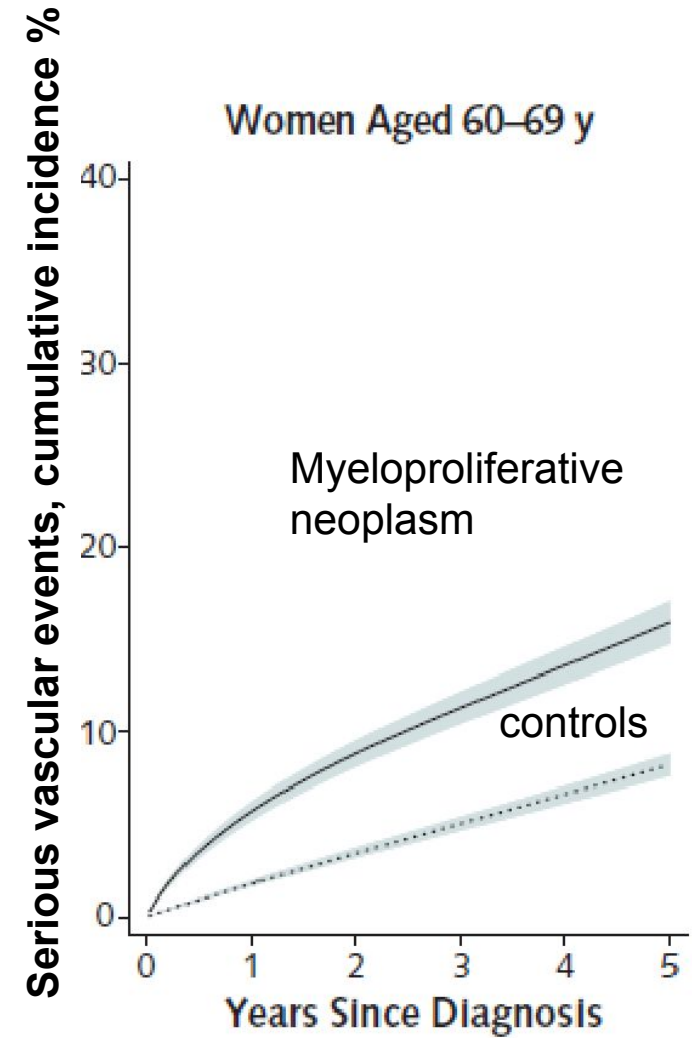 Serious vascular events, cumulative incidence %
Women Aged 60–69 y
40
30
20
10
0
Myeloproliferative
neoplasm
controls
0 1 2 3 4 5
Years Since Diagnosis